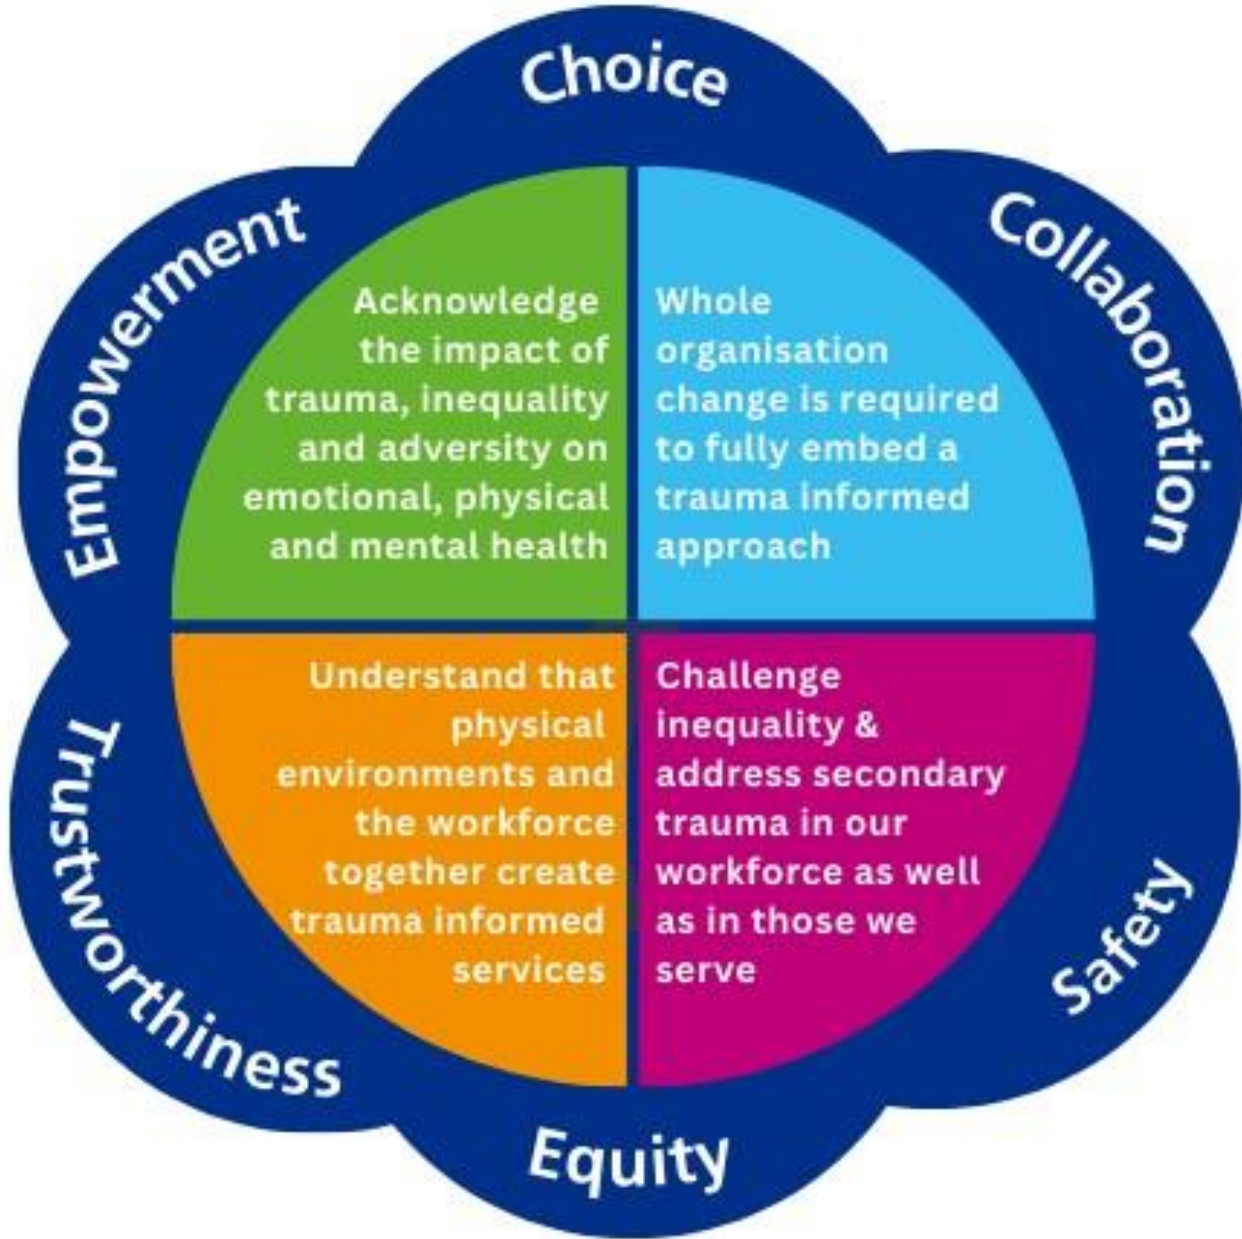 Choice
Collaboration
Safety
Equity
Trustworthiness
Empowerment
Acknowledge
the impact of
trauma, inequality
and adversity on
emotional, physical
and mental health
Whole
organisation
change is required
to fully embed a
trauma informed
approach
Understand that
physical
environments and
the workforce
together create
trauma informed
services
Challenge
inequality &
address secondary
trauma in our
workforce as well
as in those we
serve